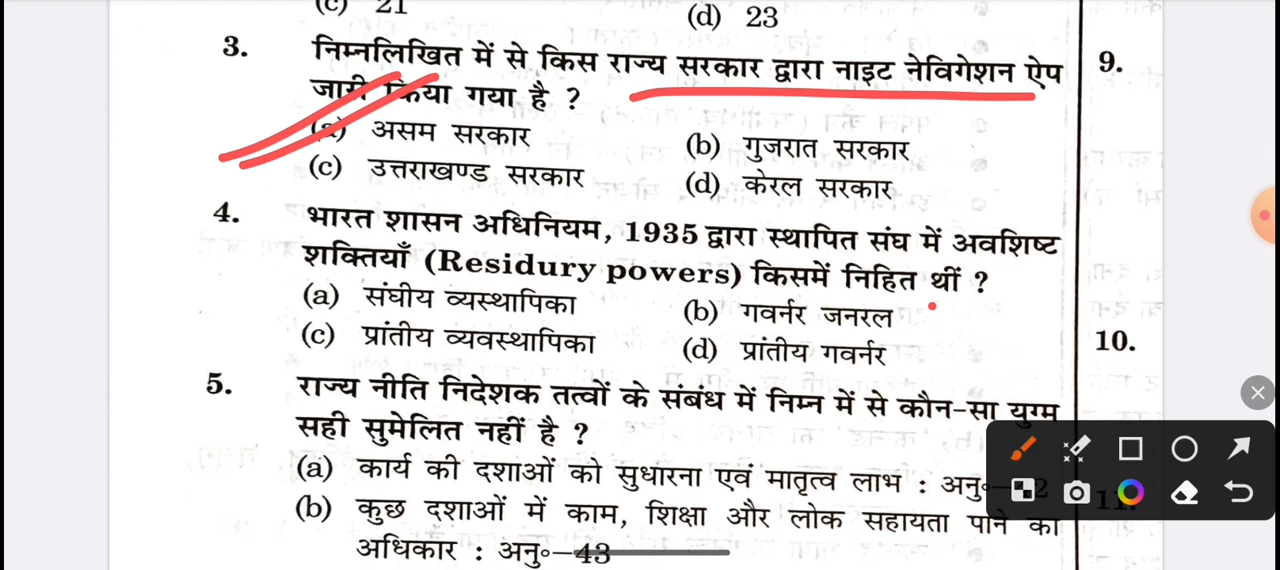 (c) 21
(d) 23
3. निम्नलिखित में से किस राज्य सरकार द्वारा नाइट नेविगेशन ऐप
जारी किया गया है ?
(a) असम सरकार
(b) गुजरात सरकार
(c) उत्तराखण्ड सरकार
(d) केरल सरकार
4. भारत शासन अधिनियम, 1935 द्वारा स्थापित संघ में अवशिष्ट
शक्तियाँ (Residury powers) किसमें निहित थीं ?
(a) संघीय व्यस्थापिका
(b) गवर्नर जनरल
(c) प्रांतीय व्यवस्थापिका
(d) प्रांतीय गवर्नर
5. राज्य नीति निदेशक तत्वों के संबंध में निम्न में से कौन-सा युग्म
सही सुमेलित नहीं है ?
(a) कार्य की दशाओं को सुधारना एवं मातृत्व लाभ : अनु॰
(b) कुछ दशाओं में काम, शिक्षा और लोक सहायता पाने का
अधिकार : अनु॰–43
9.
10.
11.